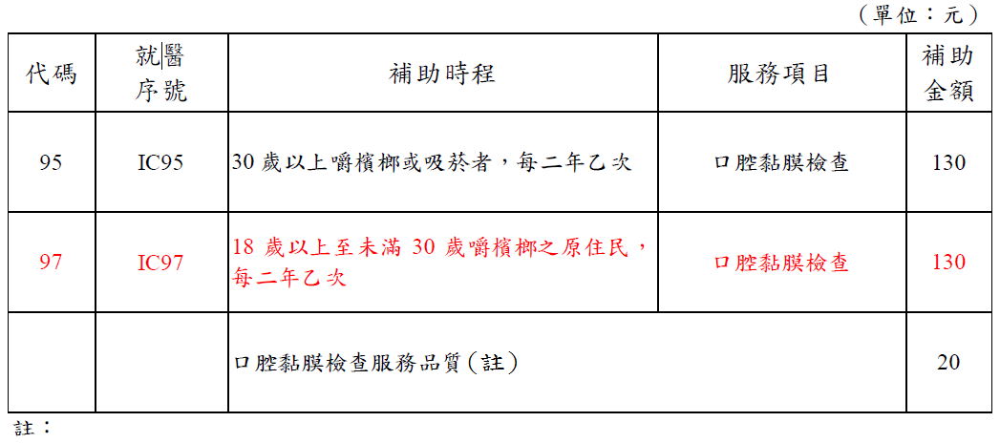 （單位：元）
代碼 就醫序號 補助時程 服務項目 補助金額
95 IC95 30 歲以上嚼檳榔或吸菸者，每二年乙次 口腔黏膜檢查 130
97 IC97 18 歲以上至未滿 30 歲嚼檳榔之原住民，
每二年乙次 口腔黏膜檢查 130
口腔黏膜檢查服務品質(註) 20
註：